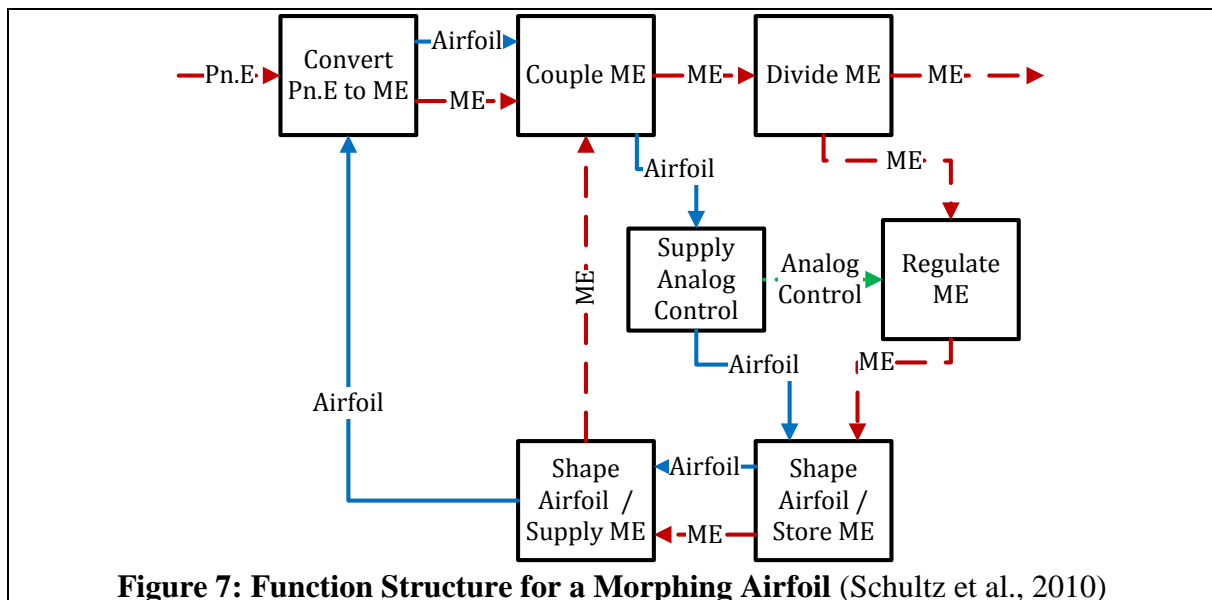 Pn.E
Convert
Pn.E to ME
Airfoil
ME
Couple ME
ME
Divide ME
ME
Airfoil
ME
Supply
Analog
Control
Analog
Control
Regulate
ME
ME
Airfoil
ME
Airfoil
Shape
Airfoil /
Supply ME
Airfoil
ME
Shape
Airfoil /
Store ME
Figure 7: Function Structure for a Morphing Airfoil (Schultz et al., 2010)